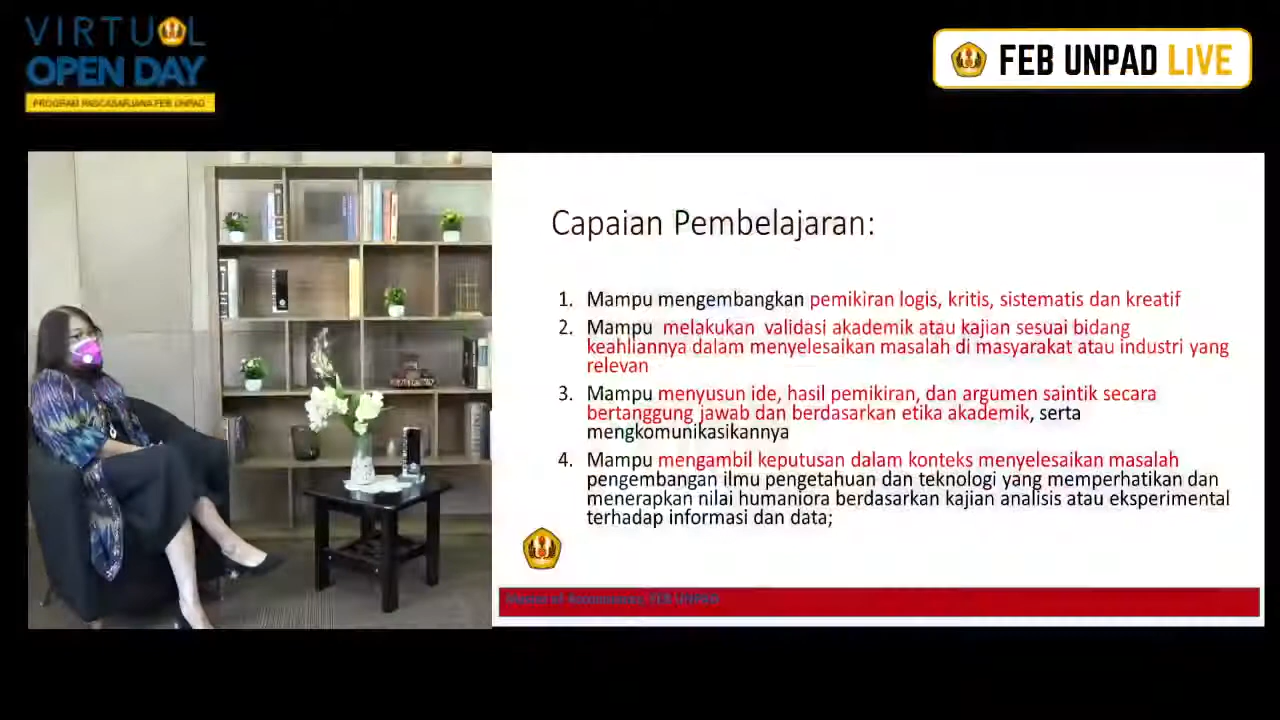 VIRTUAL
OPEN DAY
PROGRAM PASCASARJANA FEB UNPAD
FEB UNPAD LIVE
Capaian Pembelajaran:
1. Mampu mengembangkan pemikiran logis, kritis, sistematis dan kreatif
2. Mampu melakukan validasi akademik atau kajian sesuai bidang
keahliannya dalam menyelesaikan masalah di masyarakat atau industri yang
relevan
3. Mampu menyusun ide, hasil pemikiran, dan argumen saintik secara
bertanggung jawab dan berdasarkan etika akademik, serta
mengkomunikasikannya
4. Mampu mengambil keputusan dalam konteks menyelesaikan masalah
pengembangan ilmu pengetahuan dan teknologi yang memperhatikan dan
menerapkan nilai humaniora berdasarkan kajian analisis atau eksperimental
terhadap informasi dan data;
FEB UNPAD